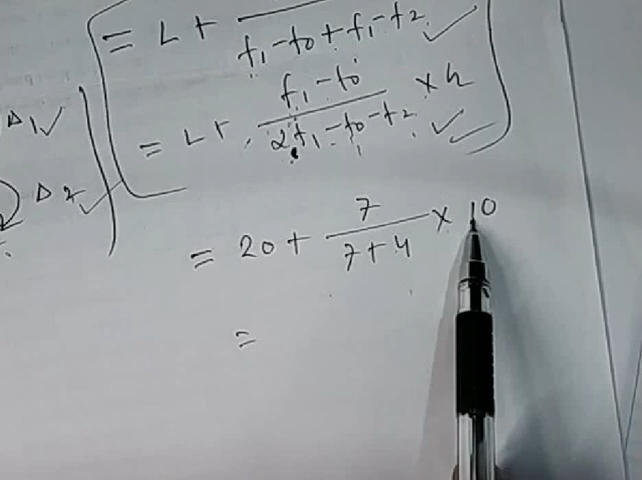 = L +
f₁-f₀+f₁-f₂ ✓
= L + (f₁-f₀)/(2f₁-f₀-f₂) × h
Δ₁ ✓
Δ₂ ✓
= 20 + 7/(7+4) × 10
=